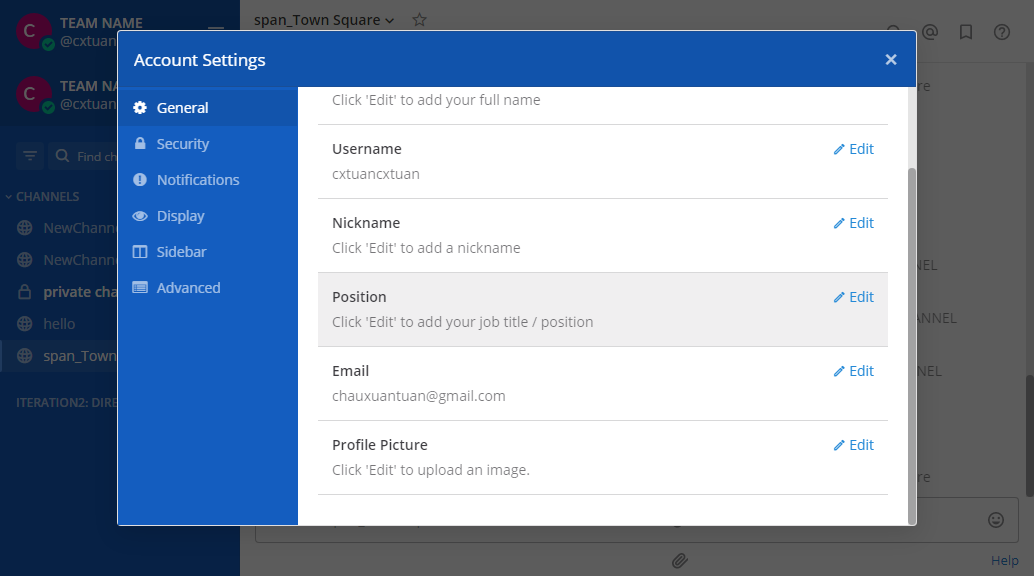 TEAM NAME
@cxtuan
TEAM NA
@cxtuan
Find ch
CHANNELS
NewChann
NewChann
private cha
hello
span_Town
ITERATION2: DIRE
span_Town Square
Account Settings
General
Security
Notifications
Display
Sidebar
Advanced
Click 'Edit' to add your full name
Username
Edit
cxtuancxtuan
Nickname
Edit
Click 'Edit' to add a nickname
Position
Edit
Click 'Edit' to add your job title / position
Email
Edit
chauxuantuan@gmail.com
Profile Picture
Edit
Click 'Edit' to upload an image.
re
NEL
ANNEL
NEL
re
Help